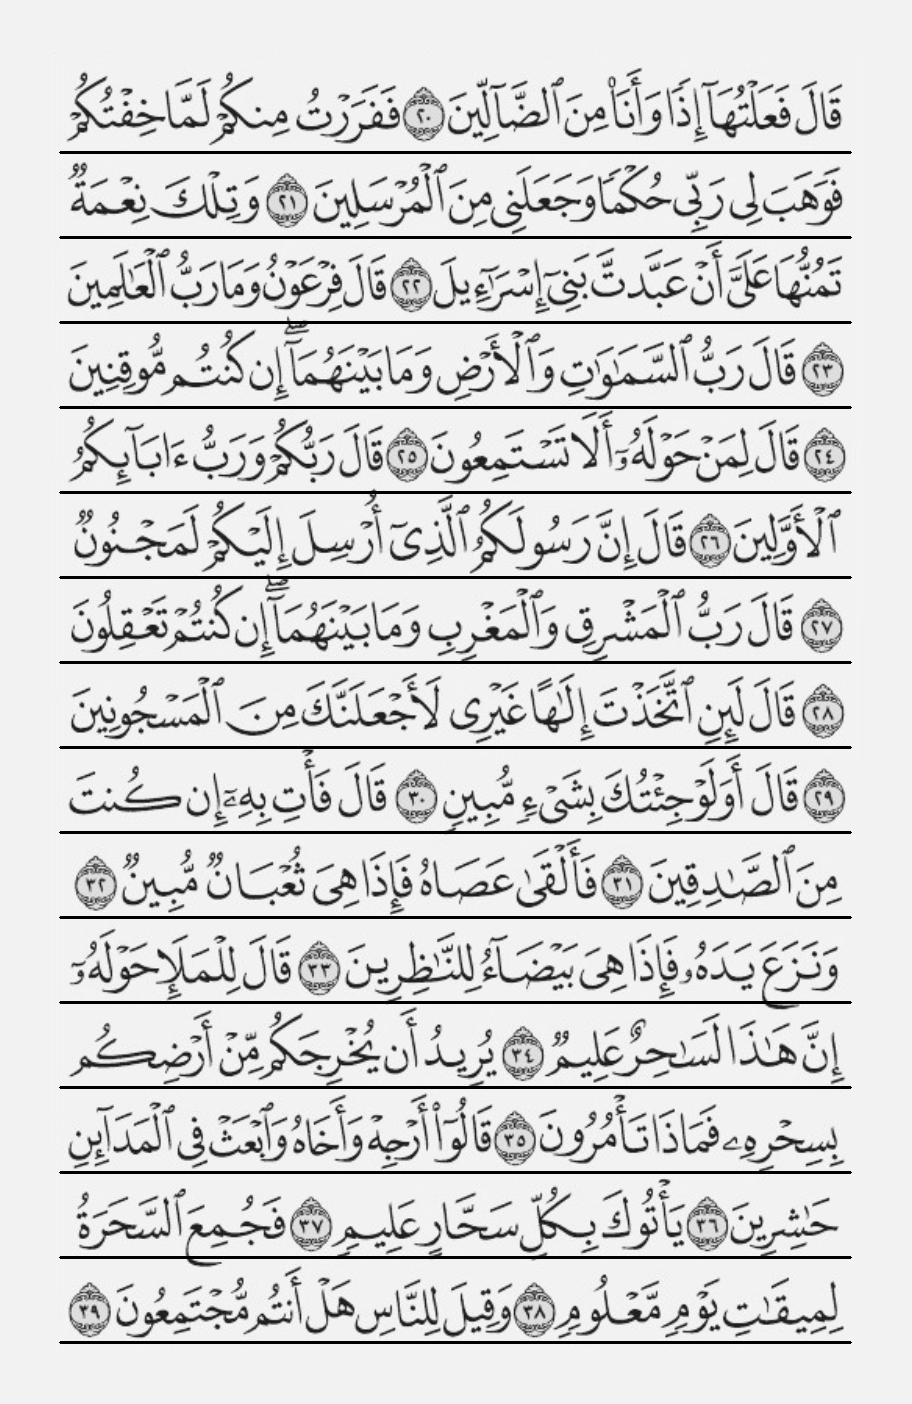 قَالَ فَعَلْتُهَآ إِذًا وَأَنَا۠ مِنَ ٱلضَّآلِّينَ ٢٠ فَفَرَرْتُ مِنكُمْ لَمَّا خِفْتُكُمْ
فَوَهَبَ لِى رَبِّى حُكْمًا وَجَعَلَنِى مِنَ ٱلْمُرْسَلِينَ ٢١ وَتِلْكَ نِعْمَةٌ
تَمُنُّهَا عَلَىَّ أَنْ عَبَّدتَّ بَنِىٓ إِسْرَٰٓءِيلَ ٢٢ قَالَ فِرْعَوْنُ وَمَا رَبُّ ٱلْعَـٰلَمِينَ
٢٣ قَالَ رَبُّ ٱلسَّمَـٰوَٰتِ وَٱلْأَرْضِ وَمَا بَيْنَهُمَآ ۖ إِن كُنتُم مُّوقِنِينَ
٢٤ قَالَ لِمَنْ حَوْلَهُۥٓ أَلَا تَسْتَمِعُونَ ٢٥ قَالَ رَبُّكُمْ وَرَبُّ ءَابَآئِكُمُ
ٱلْأَوَّلِينَ ٢٦ قَالَ إِنَّ رَسُولَكُمُ ٱلَّذِىٓ أُرْسِلَ إِلَيْكُمْ لَمَجْنُونٌ
٢٧ قَالَ رَبُّ ٱلْمَشْرِقِ وَٱلْمَغْرِبِ وَمَا بَيْنَهُمَآ ۖ إِن كُنتُمْ تَعْقِلُونَ
٢٨ قَالَ لَئِنِ ٱتَّخَذْتَ إِلَـٰهًا غَيْرِى لَأَجْعَلَنَّكَ مِنَ ٱلْمَسْجُونِينَ
٢٩ قَالَ أَوَلَوْ جِئْتُكَ بِشَىْءٍ مُّبِينٍ ٣٠ قَالَ فَأْتِ بِهِۦٓ إِن كُنتَ
مِنَ ٱلصَّـٰدِقِينَ ٣١ فَأَلْقَىٰ عَصَاهُ فَإِذَا هِىَ ثُعْبَانٌ مُّبِينٌ ٣٢
وَنَزَعَ يَدَهُۥ فَإِذَا هِىَ بَيْضَآءُ لِلنَّـٰظِرِينَ ٣٣ قَالَ لِلْمَلَإِ حَوْلَهُۥٓ
إِنَّ هَـٰذَا لَسَـٰحِرٌ عَلِيمٌ ٣٤ يُرِيدُ أَن يُخْرِجَكُم مِّنْ أَرْضِكُم
بِسِحْرِهِۦ فَمَاذَا تَأْمُرُونَ ٣٥ قَالُوٓا۟ أَرْجِهْ وَأَخَاهُ وَٱبْعَثْ فِى ٱلْمَدَآئِنِ
حَـٰشِرِينَ ٣٦ يَأْتُوكَ بِكُلِّ سَحَّارٍ عَلِيمٍ ٣٧ فَجُمِعَ ٱلسَّحَرَةُ
لِمِيقَـٰتِ يَوْمٍ مَّعْلُومٍ ٣٨ وَقِيلَ لِلنَّاسِ هَلْ أَنتُم مُّجْتَمِعُونَ ٣٩